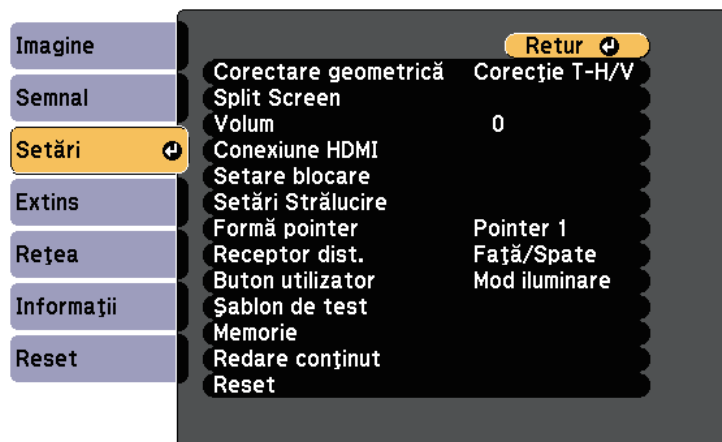 Imagine
Semnal
Setări
Extins
Reţea
Informaţii
Reset
Retur
Corectare geometrică Corecţie T-H/V
Split Screen
Volum 0
Conexiune HDMI
Setare blocare
Setări Strălucire
Formă pointer Pointer 1
Receptor dist. Faţă/Spate
Buton utilizator Mod iluminare
Şablon de test
Memorie
Redare conţinut
Reset